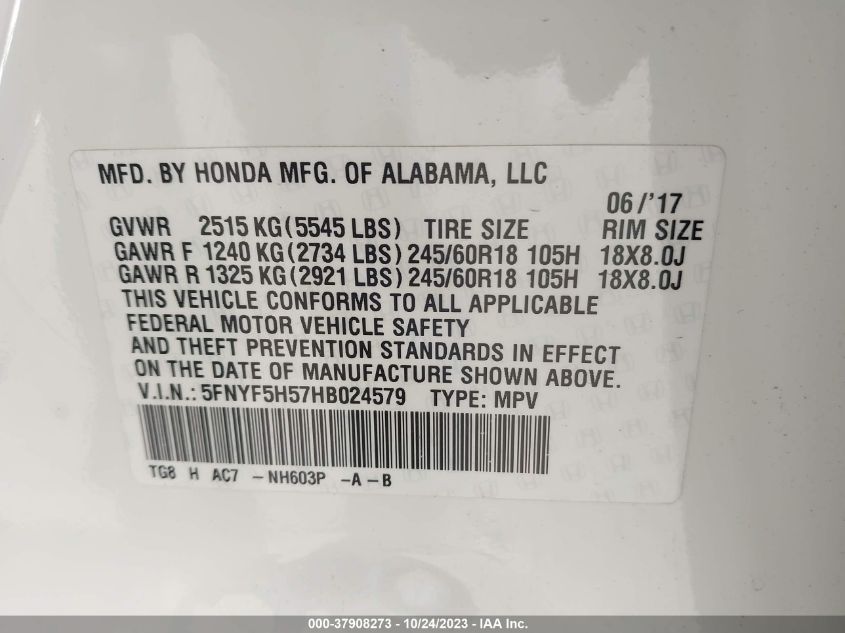 MFD. BY HONDA MFG. OF ALABAMA, LLC
06/'17
GVWR 2515 KG(5545 LBS) TIRE SIZE RIM SIZE
GAWR F 1240 KG(2734 LBS) 245/60R18 105H 18X8.0J
GAWR R 1325 KG(2921 LBS) 245/60R18 105H 18X8.0J
THIS VEHICLE CONFORMS TO ALL APPLICABLE
FEDERAL MOTOR VEHICLE SAFETY
AND THEFT PREVENTION STANDARDS IN EFFECT
ON THE DATE OF MANUFACTURE SHOWN ABOVE.
V.I.N.: 5FNYF5H57HB024579 TYPE: MPV
TG8 H AC7 -NH603P -A-B
000-37908273 - 10/24/2023 - IAA Inc.